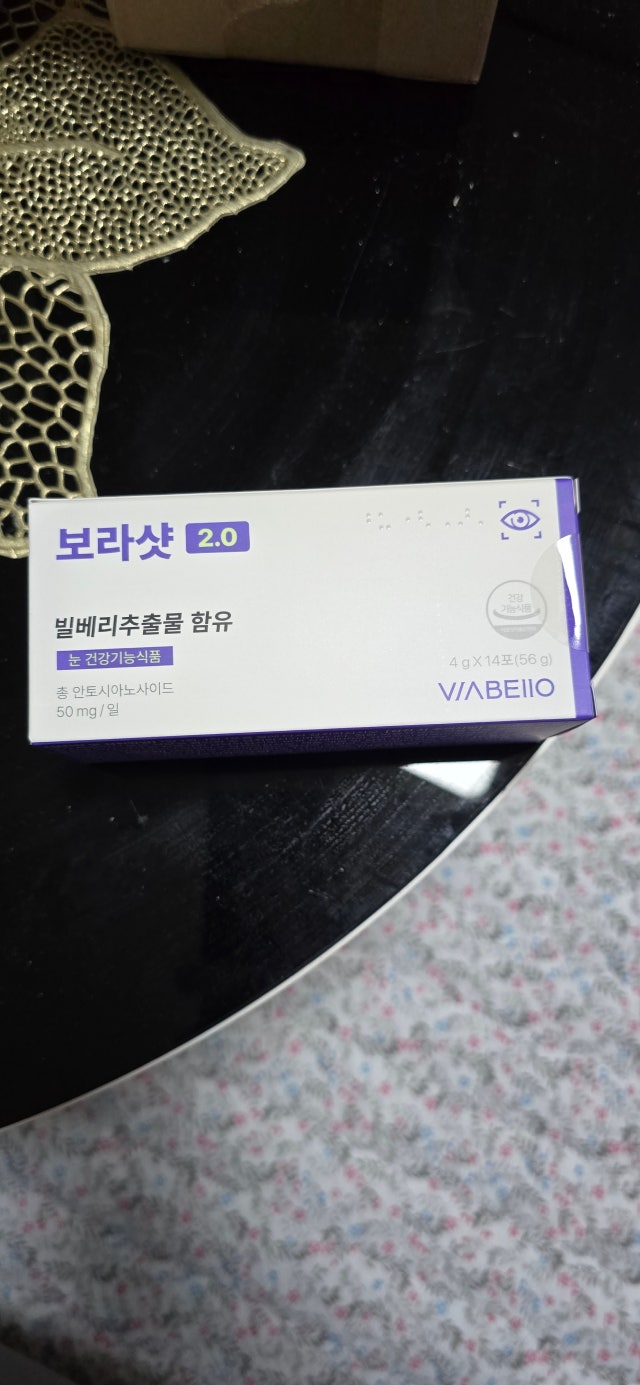 보라샷 2.0
빌베리추출물 함유
눈 건강기능식품
총 안토시아노사이드
50 mg / 일
건강
기능식품
4 g X 14포(56 g)
VIABEllO